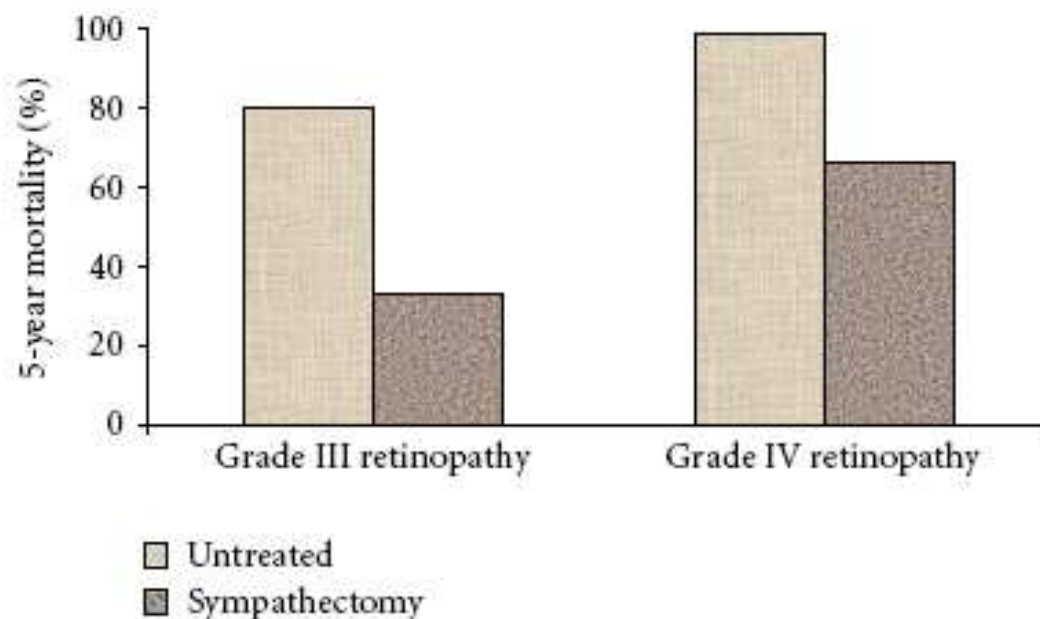 5-year mortality (%)
100
80
60
40
20
0
Grade III retinopathy
Grade IV retinopathy
Untreated
Sympathectomy